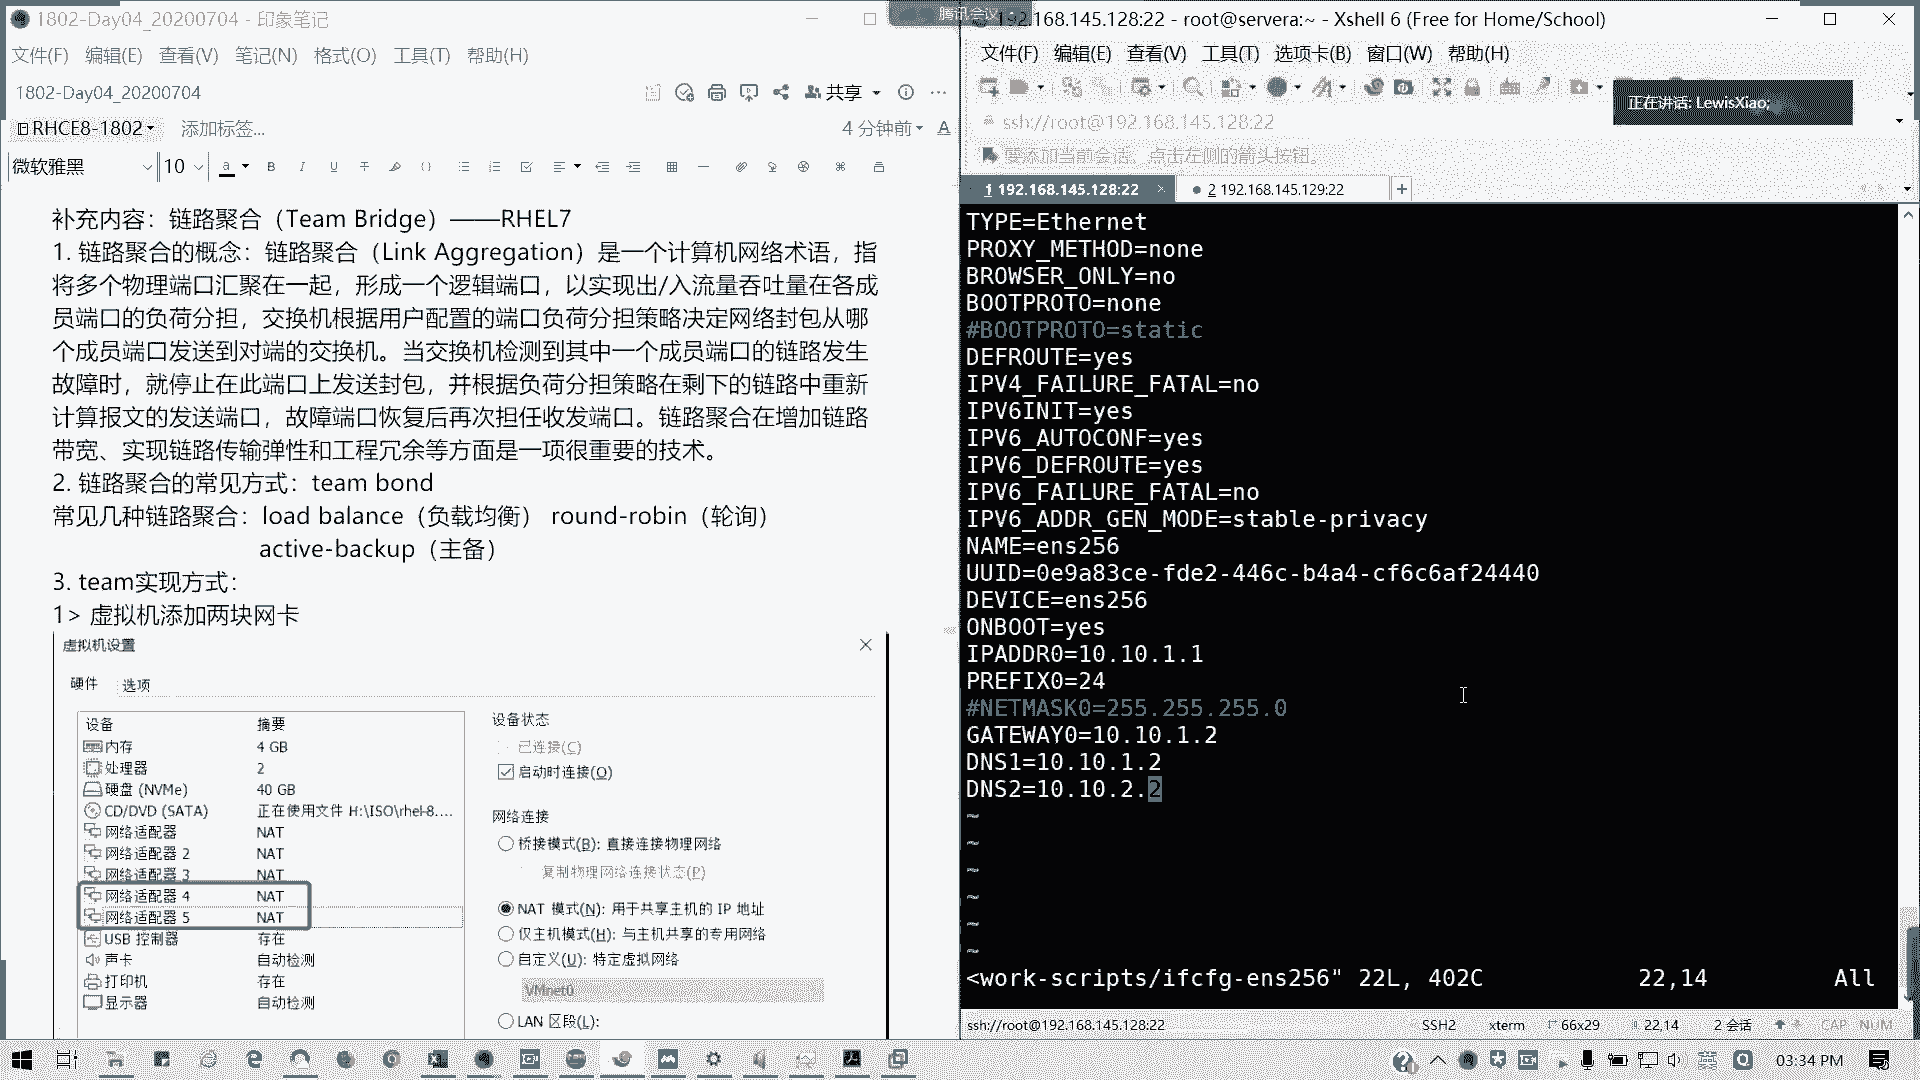 1802-Day04_20200704 - 印象笔记
腾讯会议
文件(F) 编辑(E) 查看(V) 笔记(N) 格式(O) 工具(T) 帮助(H)
1802-Day04_20200704
共享
RHCE8-1802
添加标签...
4 分钟前
微软雅黑
10
补充内容：链路聚合（Team Bridge）——RHEL7
1. 链路聚合的概念：链路聚合（Link Aggregation）是一个计算机网络术语，指
将多个物理端口汇聚在一起，形成一个逻辑端口，以实现出/入流量吞吐量在各成
员端口的负荷分担，交换机根据用户配置的端口负荷分担策略决定网络封包从哪
个成员端口发送到对端的交换机。当交换机检测到其中一个成员端口的链路发生
故障时，就停止在此端口上发送封包，并根据负荷分担策略在剩下的链路中重新
计算报文的发送端口，故障端口恢复后再次担任收发端口。链路聚合在增加链路
带宽、实现链路传输弹性和工程冗余等方面是一项很重要的技术。
2. 链路聚合的常见方式：team bond
常见几种链路聚合：load balance（负载均衡） round-robin（轮询）
active-backup（主备）
3. team实现方式：
1> 虚拟机添加两块网卡
虚拟机设置
硬件 选项
设备 摘要
内存 4 GB
处理器 2
硬盘 (NVMe) 40 GB
CD/DVD (SATA) 正在使用文件 H:\ISO\rhel-8....
网络适配器 NAT
网络适配器 2 NAT
网络适配器 3 NAT
网络适配器 4 NAT
网络适配器 5 NAT
USB 控制器 存在
声卡 自动检测
打印机 存在
显示器 自动检测
设备状态
已连接(C)
启动时连接(O)
网络连接
桥接模式(B): 直接连接物理网络
复制物理网络连接状态(P)
NAT 模式(N): 用于共享主机的 IP 地址
仅主机模式(H): 与主机共享的专用网络
自定义(U): 特定虚拟网络
VMnet0
LAN 区段(L):
192.168.145.128:22 - root@servera:~ - Xshell 6 (Free for Home/School)
文件(F) 编辑(E) 查看(V) 工具(T) 选项卡(B) 窗口(W) 帮助(H)
正在讲话: LewisXiao;
ssh://root@192.168.145.128:22
要添加当前会话，点击左侧的箭头按钮。
1 192.168.145.128:22
2 192.168.145.129:22
TYPE=Ethernet
PROXY_METHOD=none
BROWSER_ONLY=no
BOOTPROTO=none
#BOOTPROTO=static
DEFROUTE=yes
IPV4_FAILURE_FATAL=no
IPV6INIT=yes
IPV6_AUTOCONF=yes
IPV6_DEFROUTE=yes
IPV6_FAILURE_FATAL=no
IPV6_ADDR_GEN_MODE=stable-privacy
NAME=ens256
UUID=0e9a83ce-fde2-446c-b4a4-cf6c6af24440
DEVICE=ens256
ONBOOT=yes
IPADDR0=10.10.1.1
PREFIX0=24
#NETMASK0=255.255.255.0
GATEWAY0=10.10.1.2
DNS1=10.10.1.2
DNS2=10.10.2.2
~
~
~
~
~
~
<work-scripts/ifcfg-ens256" 22L, 402C 22,14 All
ssh://root@192.168.145.128:22 SSH2 xterm 66x29 22,14 2 会话 CAP NUM
英
03:34 PM